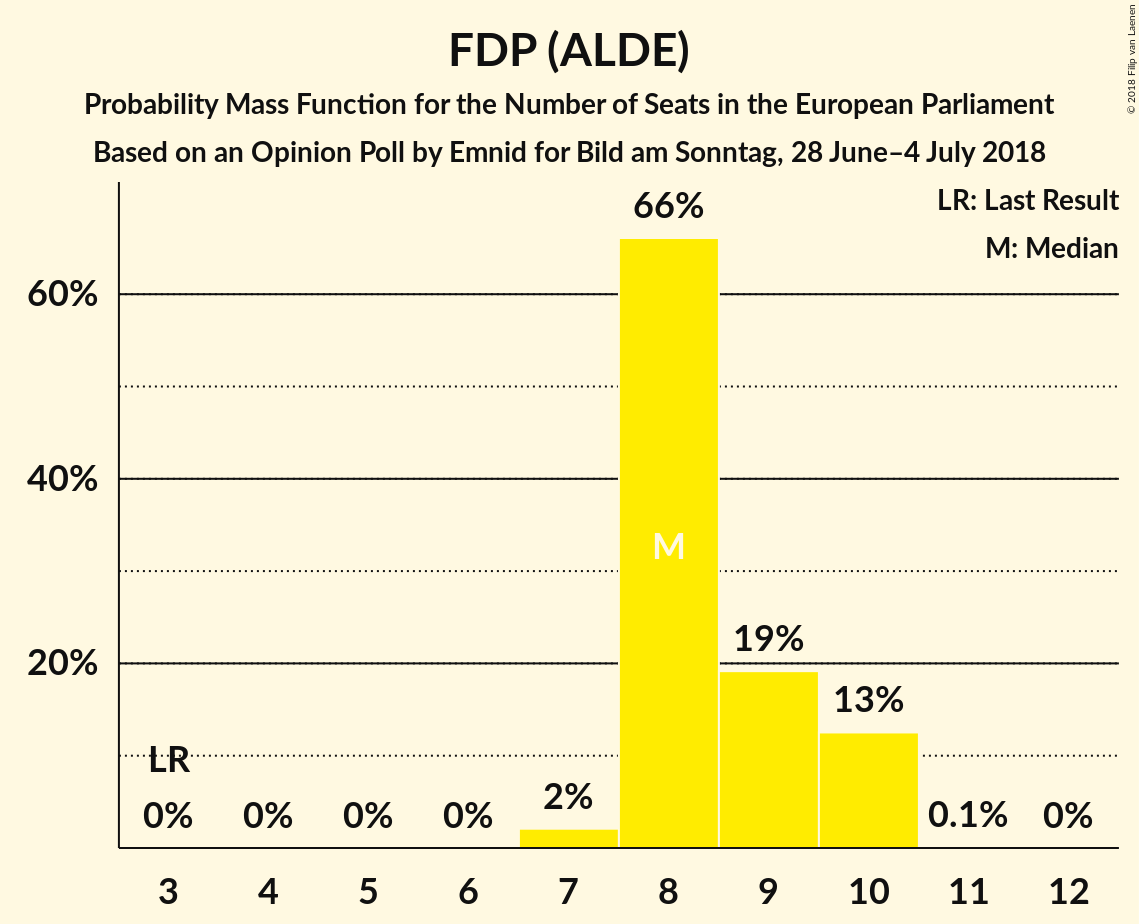 FDP (ALDE)
Probability Mass Function for the Number of Seats in the European Parliament
Based on an Opinion Poll by Emnid for Bild am Sonntag, 28 June–4 July 2018
© 2018 Filip van Laenen
LR: Last Result
M: Median
66%
60%
40%
M
19%
20%
13%
LR
2%
0% 0% 0% 0% 0.1% 0%
3 4 5 6 7 8 9 10 11 12